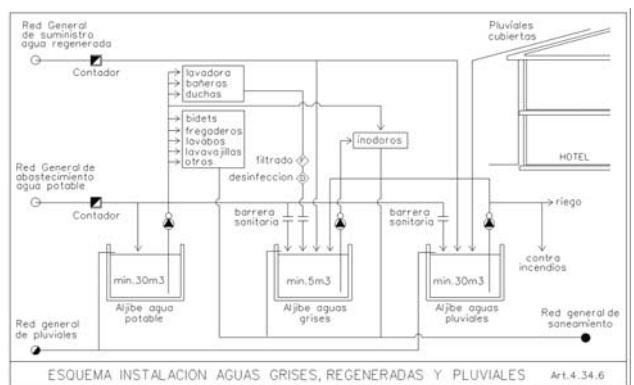 Red General
de suministro
agua regenerada
Contador
lavadora
bañeras
duchas
bidets
fregaderos
lavabos
lavavajillas
otros
Pluviales
cubiertas
HOTEL
inodoros
filtrado
F
desinfeccion
D
Red General de
abastecimiento
agua potable
Contador
barrera
sanitaria
barrera
sanitaria
riego
contra
incendios
min.30m3
min.5m3
min.30m3
Aljibe agua
potable
Aljibe aguas
grises
Aljibe aguas
pluviales
Red general
de pluviales
Red general de
saneamiento
ESQUEMA INSTALACION AGUAS GRISES, REGENERADAS Y PLUVIALES Art.4.34.6